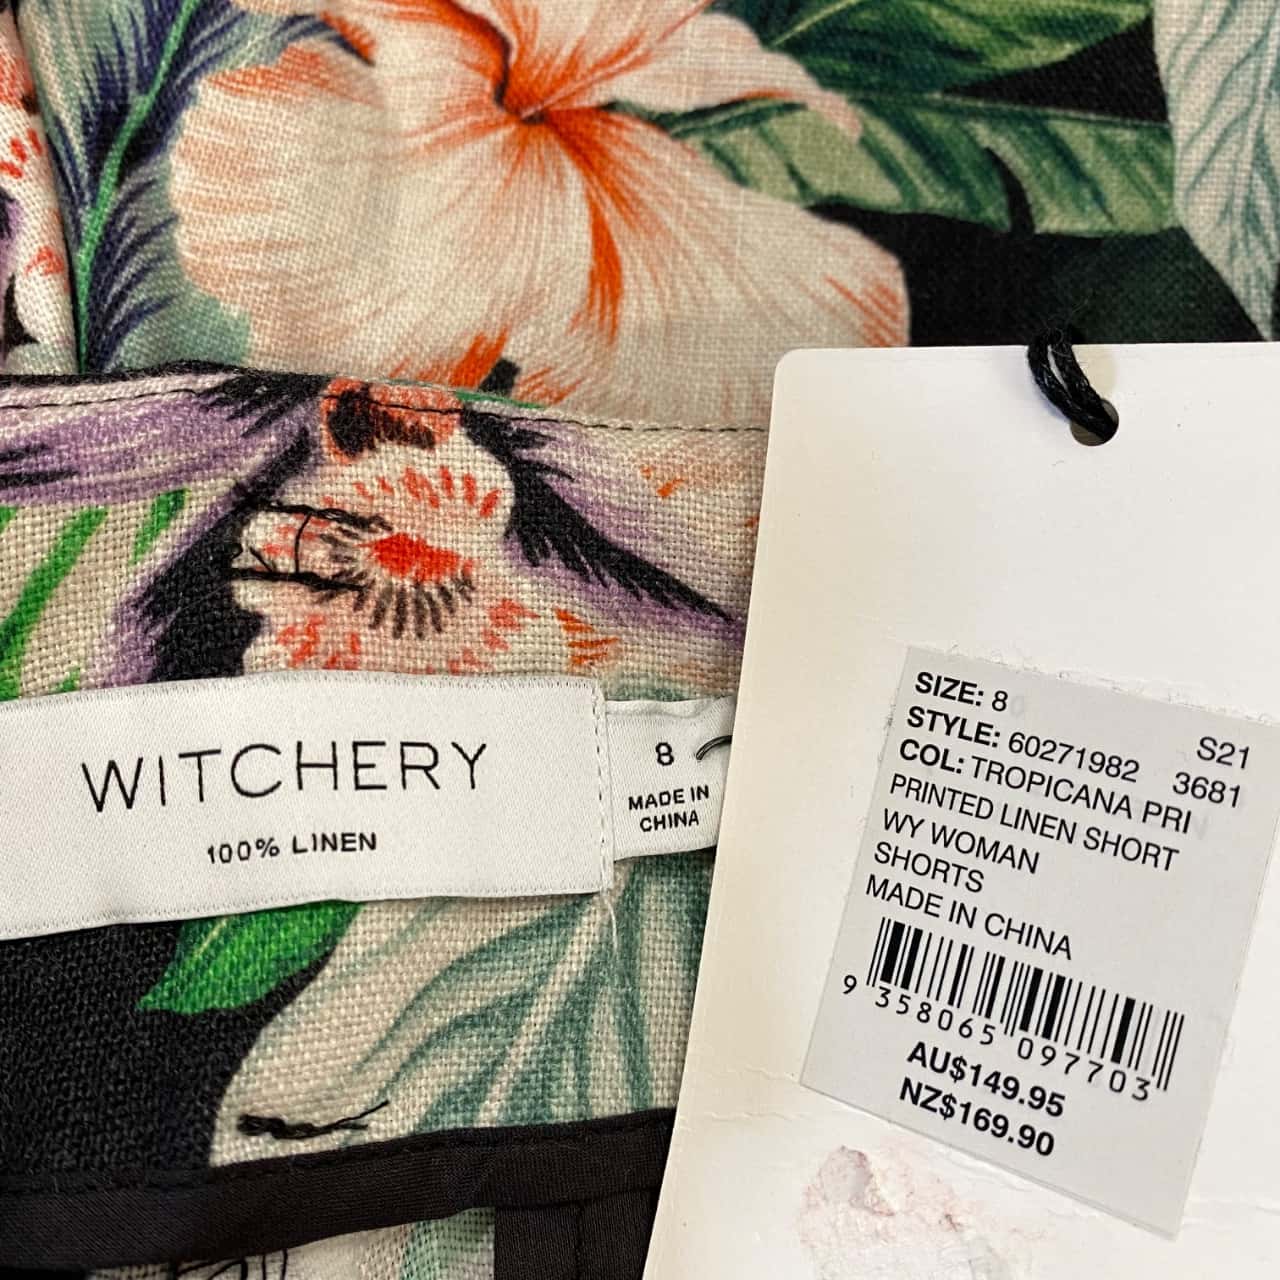 WITCHERY
100% LINEN
8
MADE IN
CHINA
SIZE: 8
S21
STYLE: 60271982 3681
COL: TROPICANA PRI
PRINTED LINEN SHORT
WY WOMAN
SHORTS
MADE IN CHINA
9 358065 097703
AU$149.95
NZ$169.90